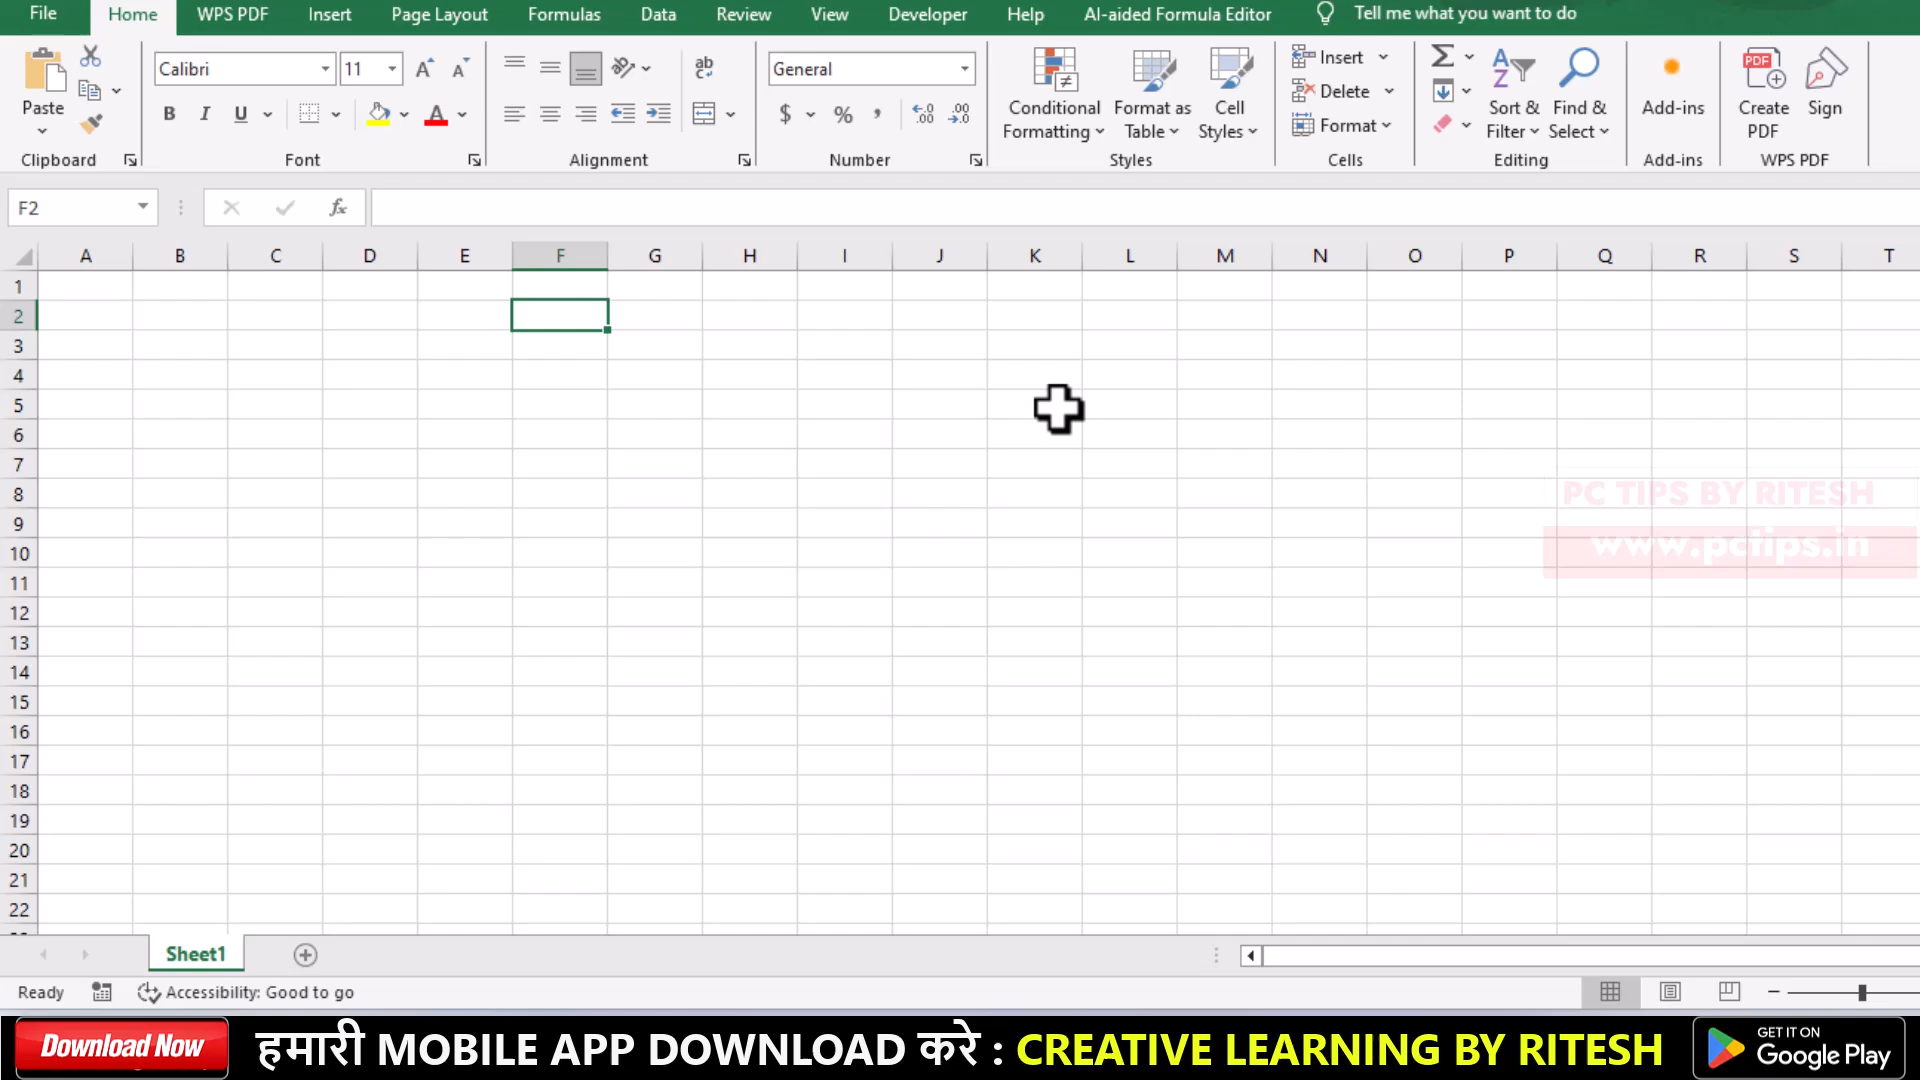 File Home WPS PDF Insert Page Layout Formulas Data Review View Developer Help AI-aided Formula Editor Tell me what you want to do
Calibri 11 General
Insert
Delete
Format
Paste
B I U A $ % ,
Conditional Formatting
Format as Table
Cell Styles
Sort & Filter
Find & Select
Add-ins
Create PDF
Sign
Clipboard Font Alignment Number Styles Cells Editing Add-ins WPS PDF
F2 fx
A B C D E F G H I J K L M N O P Q R S T
1
2
3
4
5
6
7
8
PC TIPS BY RITESH
9
10
www.pctips.in
11
12
13
14
15
16
17
18
19
20
21
22
Sheet1
Ready Accessibility: Good to go
Download Now हमारी MOBILE APP DOWNLOAD करे : CREATIVE LEARNING BY RITESH GET IT ON Google Play